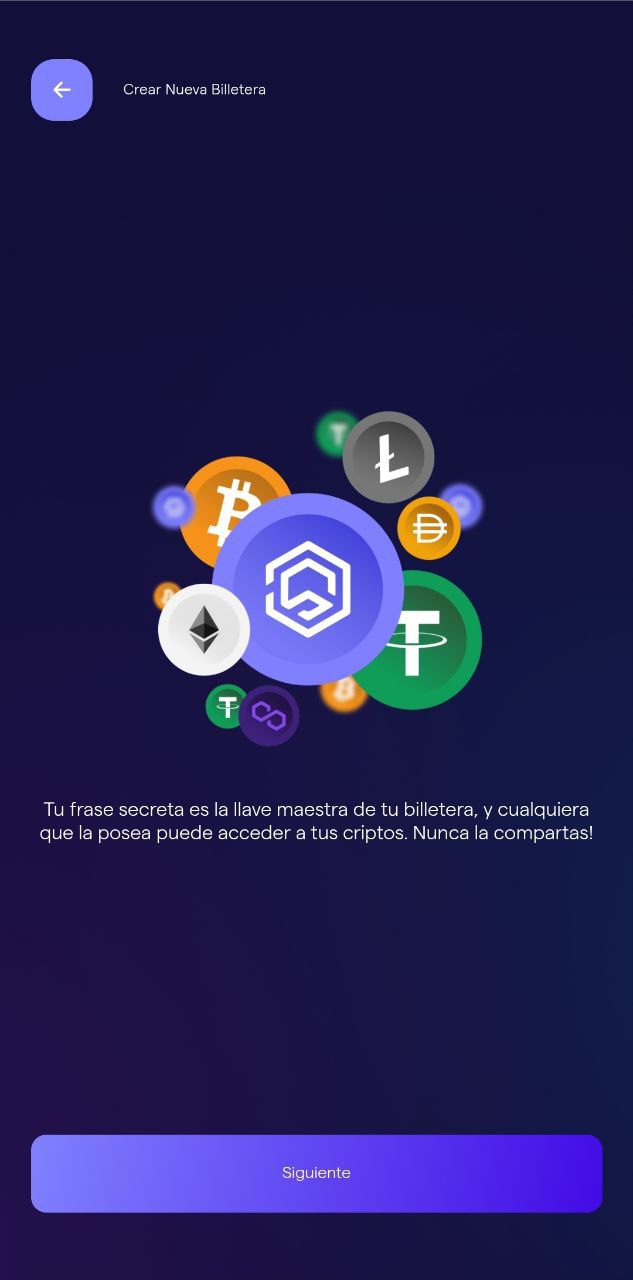 Crear Nueva Billetera
Tu frase secreta es la llave maestra de tu billetera, y cualquiera
que la posea puede acceder a tus criptos. Nunca la compartas!
Siguiente